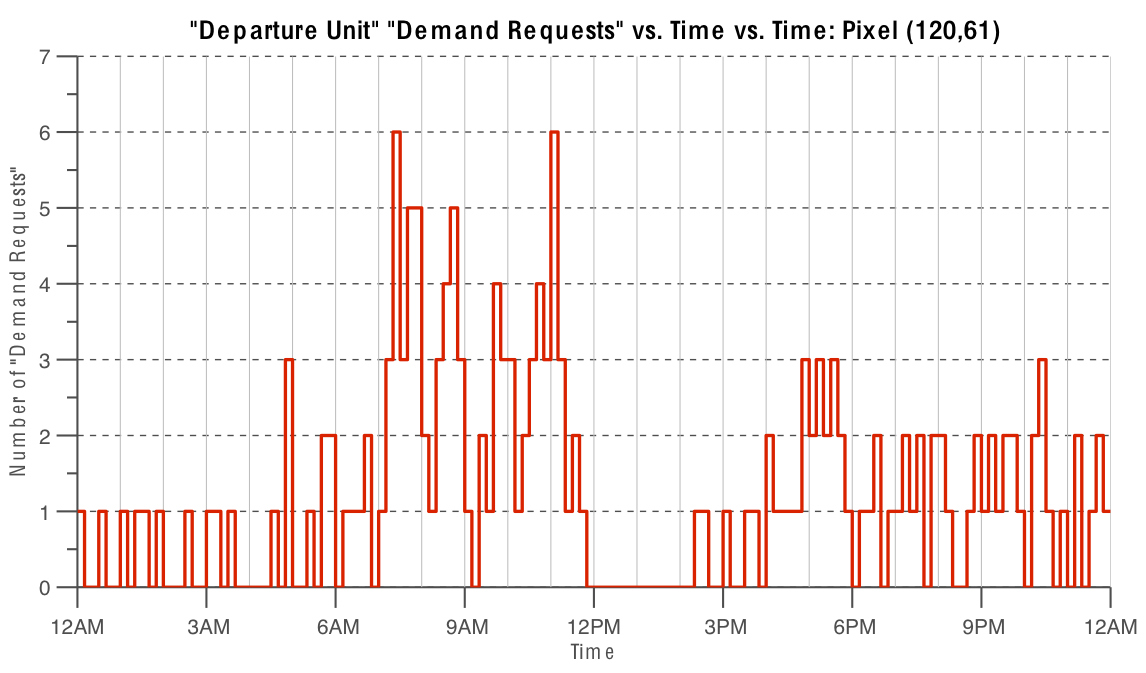 "Departure Unit" "Demand Requests" vs. Time vs. Time: Pixel (120,61)
Number of "Demand Requests"
7
6
5
4
3
2
1
0
12AM 3AM 6AM 9AM 12PM 3PM 6PM 9PM 12AM
Time